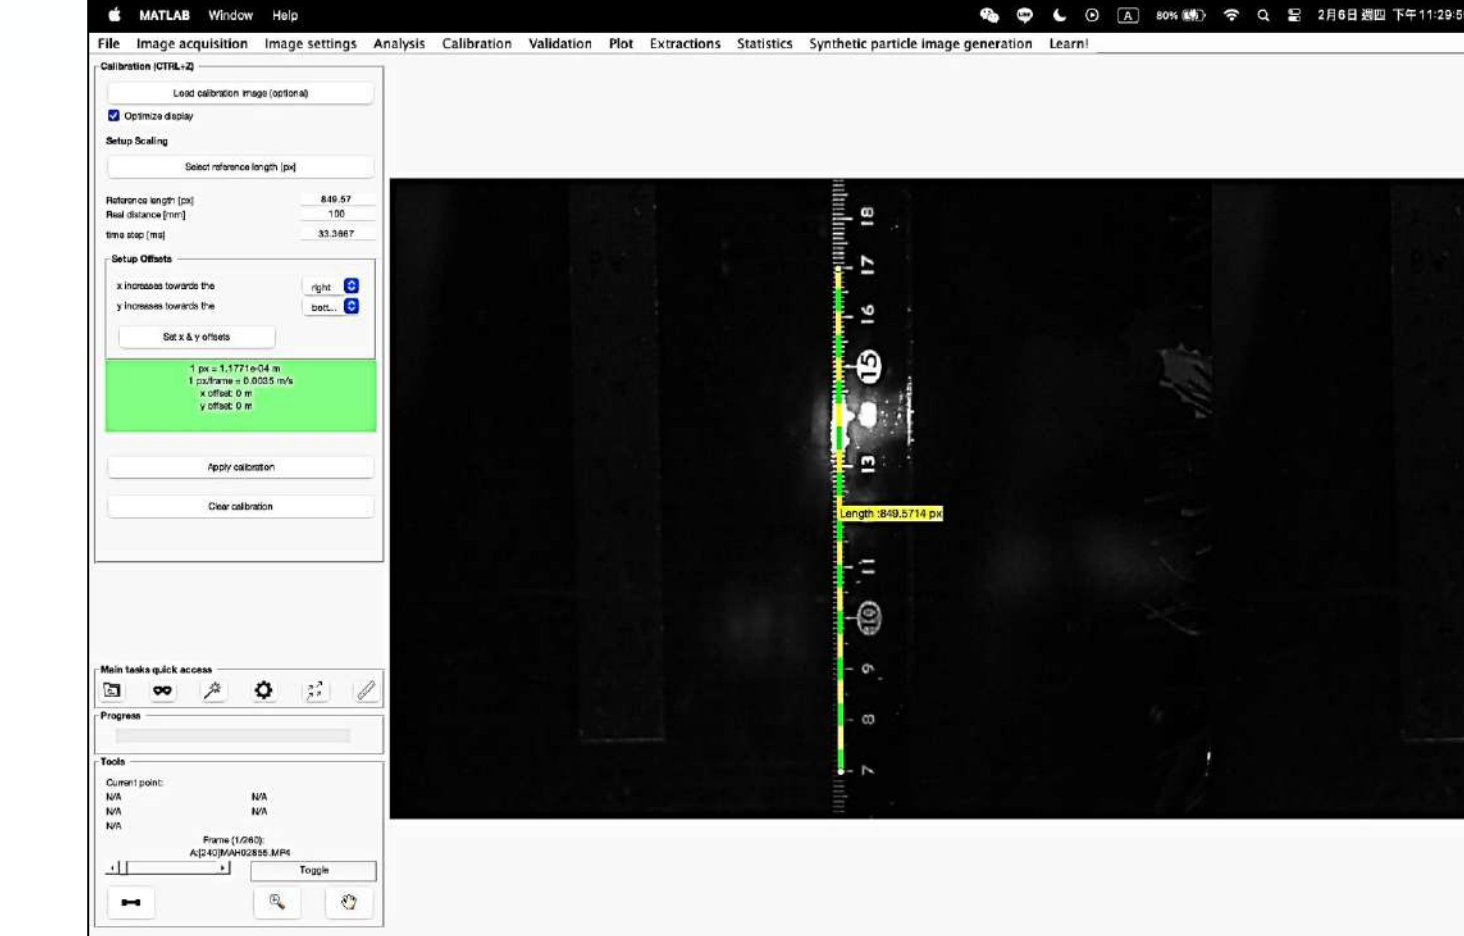 MATLAB Window Help
A 80% 2月6日 週四 下午11:29:5
File Image acquisition Image settings Analysis Calibration Validation Plot Extractions Statistics Synthetic particle image generation Learn!
Calibration (CTRL+Z)
Load calibration image (optional)
Optimize display
Setup Scaling
Select reference length [px]
Reference length [px] 849.57
Real distance [mm] 100
time step [ms] 33.3667
Setup Offsets
x increases towards the right
y increases towards the bott...
Set x & y offsets
1 px = 1.1771e-04 m
1 px/frame = 0.0035 m/s
x offset: 0 m
y offset: 0 m
Apply calibration
Clear calibration
18
17
16
15
13
Length :849.5714 px
11
10
9
8
7
Main tasks quick access
Progress
Tools
Current point:
N/A N/A
N/A N/A
N/A
Frame (1/260):
A:[240]MAH02856.MP4
Toggle